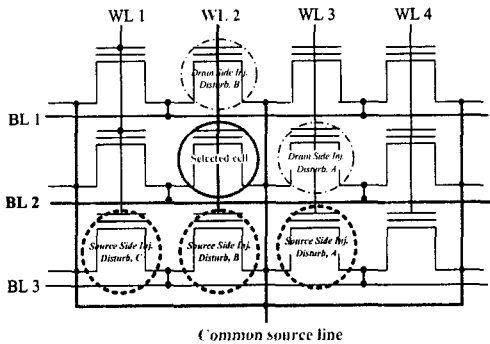 WL 1 WL 2 WL 3 WL 4
Drain Side Inj.
Disturb. B
BL 1
Selected cell
Drain Side Inj.
Disturb. A
BL 2
Source Side Inj.
Disturb, C
Source Side Inj.
Disturb, B
Source Side Inj.
Disturb, A
BL 3
Common source line